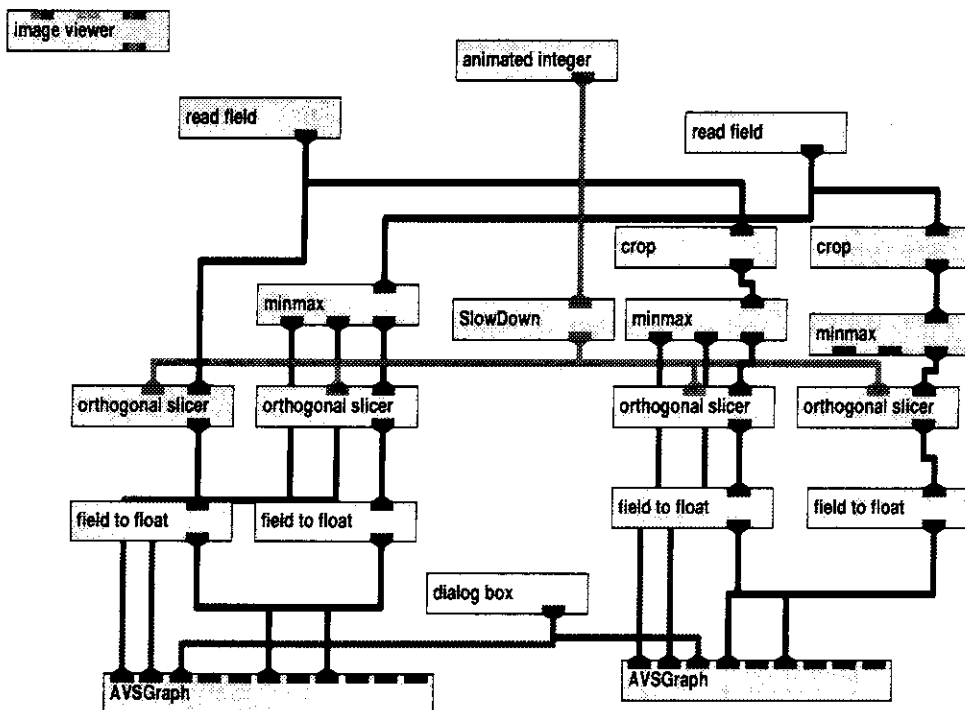 image viewer
animated integer
read field
read field
crop
crop
minmax
SlowDown
minmax
minmax
orthogonal slicer
orthogonal slicer
orthogonal slicer
orthogonal slicer
field to float
field to float
field to float
field to float
dialog box
AVSGraph
AVSGraph